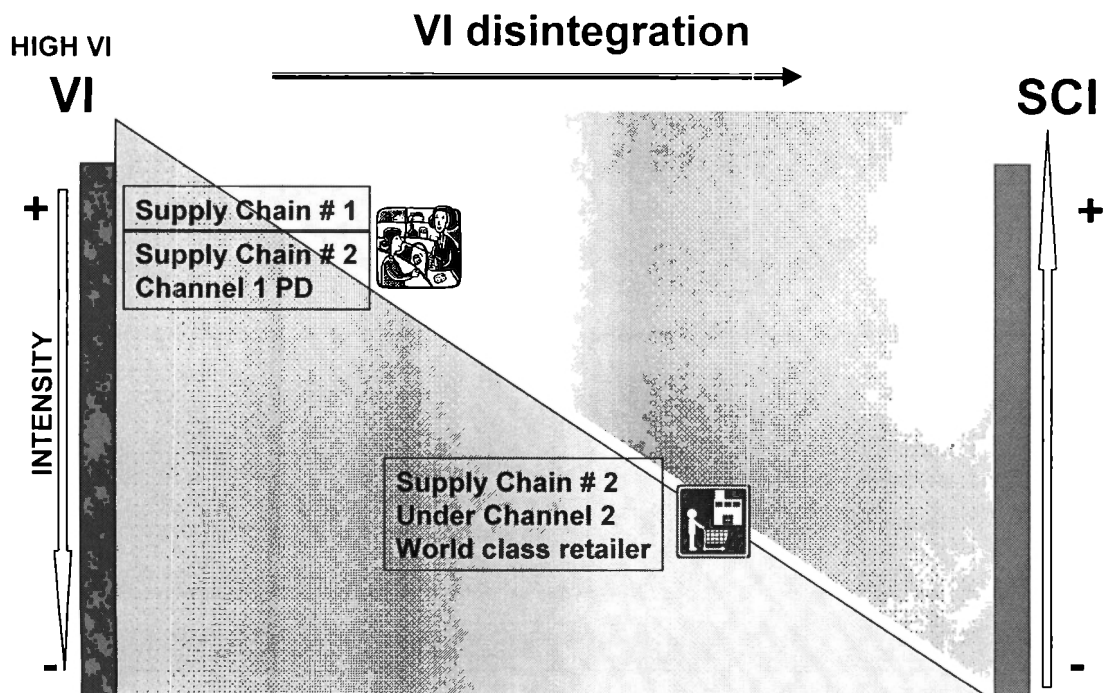 VI disintegration
HIGH VI
VI
SCI
+
+
Supply Chain # 1
Supply Chain # 2
Channel 1 PD
INTENSITY
Supply Chain # 2
Under Channel 2
World class retailer
-
-